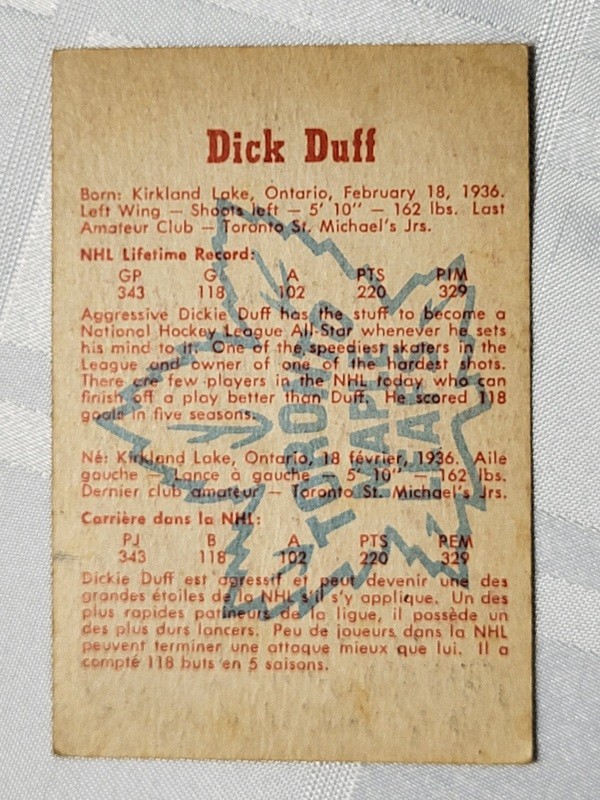 Dick Duff
Born: Kirkland Lake, Ontario, February 18, 1936.
Left Wing — Shoots left — 5' 10" — 162 lbs. Last
Amateur Club — Toronto St. Michael's Jrs.
NHL Lifetime Record:
GP G A PTS PIM
343 118 102 220 329
Aggressive Dickie Duff has the stuff to become a
National Hockey League All-Star whenever he sets
his mind to it. One of the speediest skaters in the
League and owner of one of the hardest shots.
There are few players in the NHL today who can
finish off a play better than Duff. He scored 118
goals in five seasons.
Né: Kirkland Lake, Ontario, 18 février, 1936. Aile
gauche — Lance à gauche — 5' 10" — 162 lbs.
Dernier club amateur — Toronto St. Michael's Jrs.
Carrière dans la NHL:
PJ B A PTS PEM
343 118 102 220 329
Dickie Duff est agressif et peut devenir une des
grandes étoiles de la NHL s'il s'y applique. Un des
plus rapides patineurs de la ligue, il possède un
des plus durs lancers. Peu de joueurs dans la NHL
peuvent terminer une attaque mieux que lui. Il a
compté 118 buts en 5 saisons.
TORONTO
MAPLE
LEAFS